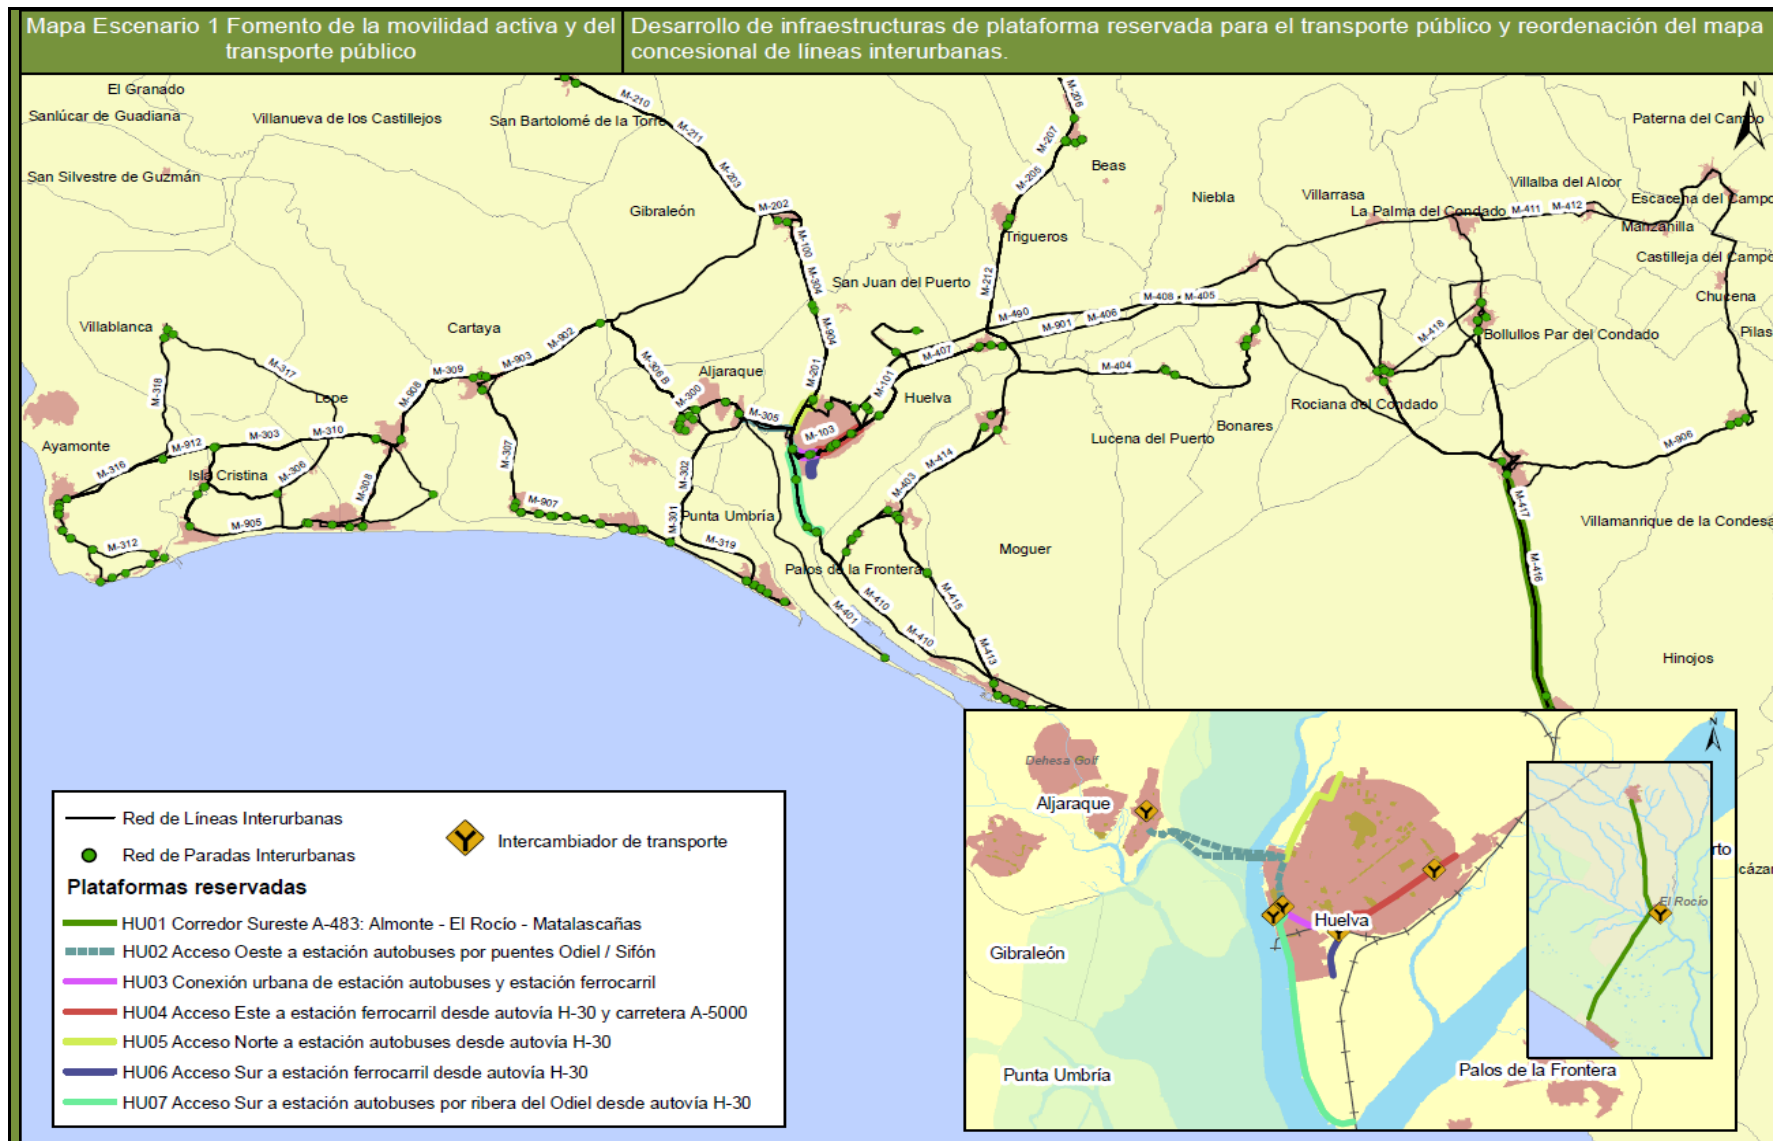 Mapa Escenario 1 Fomento de la movilidad activa y del
transporte público
Desarrollo de infraestructuras de plataforma reservada para el transporte público y reordenación del mapa
concesional de líneas interurbanas.
El Granado
Sanlúcar de Guadiana
Villanueva de los Castillejos
San Bartolomé de la Torre
M-210
M-211
M-203
M-206
M-207
M-205
Beas
N
Paterna del Campo
San Silvestre de Guzmán
Gibraleón
M-202
M-100
M-304
M-904
M-201
Niebla
Villarrasa
Villalba del Alcor
La Palma del Condado
M-411
M-412
Escacena del Campo
Manzanilla
Castilleja del Campo
Chucena
Pilas
Trigueros
M-212
San Juan del Puerto
M-490
M-901
M-406
M-408
M-405
M-407
M-101
M-418
Bollullos Par del Condado
Villablanca
M-318
M-317
Cartaya
M-309
M-903
M-902
M-908
M-306 B
M-300
Aljaraque
M-305
M-103
Huelva
M-404
Rociana del Condado
Bonares
Lucena del Puerto
Lepe
Ayamonte
M-316
M-912
M-303
M-310
Isla Cristina
M-306
M-308
M-307
M-302
M-414
M-403
M-906
M-417
M-416
M-905
M-312
M-907
M-301
Punta Umbría
M-319
Palos de la Frontera
Moguer
Villamanrique de la Condesa
M-401
M-410
M-410
M-415
M-413
Hinojos
Red de Líneas Interurbanas
Red de Paradas Interurbanas
Intercambiador de transporte
Plataformas reservadas
HU01 Corredor Sureste A-483: Almonte - El Rocío - Matalascañas
HU02 Acceso Oeste a estación autobuses por puentes Odiel / Sifón
HU03 Conexión urbana de estación autobuses y estación ferrocarril
HU04 Acceso Este a estación ferrocarril desde autovía H-30 y carretera A-5000
HU05 Acceso Norte a estación autobuses desde autovía H-30
HU06 Acceso Sur a estación ferrocarril desde autovía H-30
HU07 Acceso Sur a estación autobuses por ribera del Odiel desde autovía H-30
Dehesa Golf
Aljaraque
Huelva
Gibraleón
Punta Umbría
Palos de la Frontera
N
El Rocío
rto
cázar